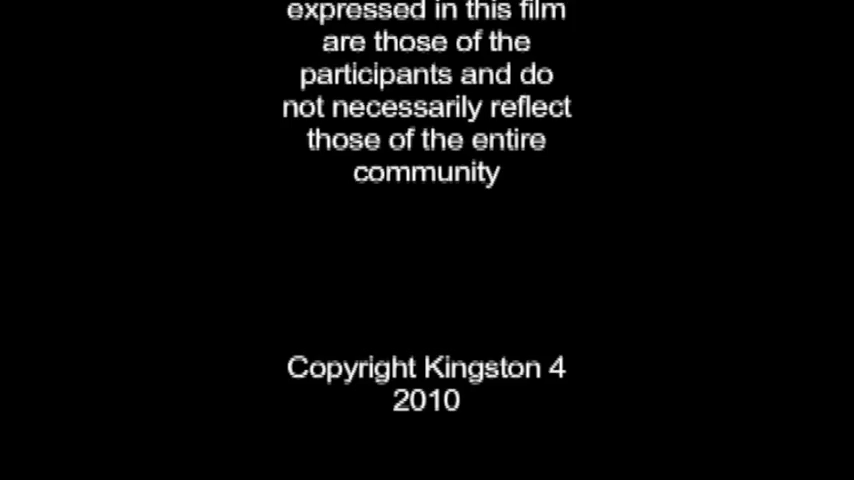 expressed in this film
are those of the
participants and do
not necessarily reflect
those of the entire
community
Copyright Kingston 4
2010